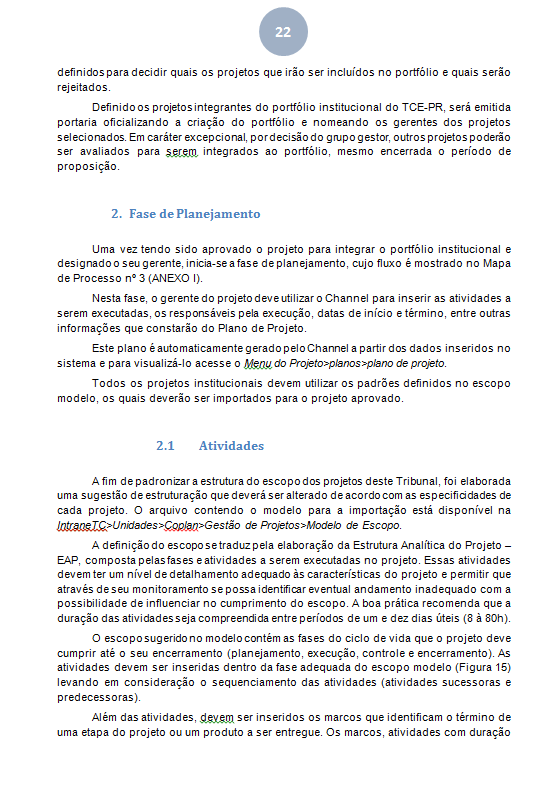 22
definidos para decidir quais os projetos que irão ser incluídos no portfólio e quais serão
rejeitados.
Definido os projetos integrantes do portfólio institucional do TCE-PR, será emitida
portaria oficializando a criação do portfólio e nomeando os gerentes dos projetos
selecionados. Em caráter excepcional, por decisão do grupo gestor, outros projetos poderão
ser avaliados para serem integrados ao portfólio, mesmo encerrada o período de
proposição.
2. Fase de Planejamento
Uma vez tendo sido aprovado o projeto para integrar o portfólio institucional e
designado o seu gerente, inicia-se a fase de planejamento, cujo fluxo é mostrado no Mapa
de Processo nº 3 (ANEXO I).
Nesta fase, o gerente do projeto deve utilizar o Channel para inserir as atividades a
serem executadas, os responsáveis pela execução, datas de início e término, entre outras
informações que constarão do Plano de Projeto.
Este plano é automaticamente gerado pelo Channel a partir dos dados inseridos no
sistema e para visualizá-lo acesse o Menu do Projeto>planos>plano de projeto.
Todos os projetos institucionais devem utilizar os padrões definidos no escopo
modelo, os quais deverão ser importados para o projeto aprovado.
2.1 Atividades
A fim de padronizar a estrutura do escopo dos projetos deste Tribunal, foi elaborada
uma sugestão de estruturação que deverá ser alterado de acordo com as especificidades de
cada projeto. O arquivo contendo o modelo para a importação está disponível na
IntraneTC>Unidades>Coplan>Gestão de Projetos>Modelo de Escopo.
A definição do escopo se traduz pela elaboração da Estrutura Analítica do Projeto –
EAP, composta pelas fases e atividades a serem executadas no projeto. Essas atividades
devem ter um nível de detalhamento adequado às características do projeto e permitir que
através de seu monitoramento se possa identificar eventual andamento inadequado com a
possibilidade de influenciar no cumprimento do escopo. A boa prática recomenda que a
duração das atividades seja compreendida entre períodos de um e dez dias úteis (8 à 80h).
O escopo sugerido no modelo contém as fases do ciclo de vida que o projeto deve
cumprir até o seu encerramento (planejamento, execução, controle e encerramento). As
atividades devem ser inseridas dentro da fase adequada do escopo modelo (Figura 15)
levando em consideração o sequenciamento das atividades (atividades sucessoras e
predecessoras).
Além das atividades, devem ser inseridos os marcos que identificam o término de
uma etapa do projeto ou um produto a ser entregue. Os marcos, atividades com duração